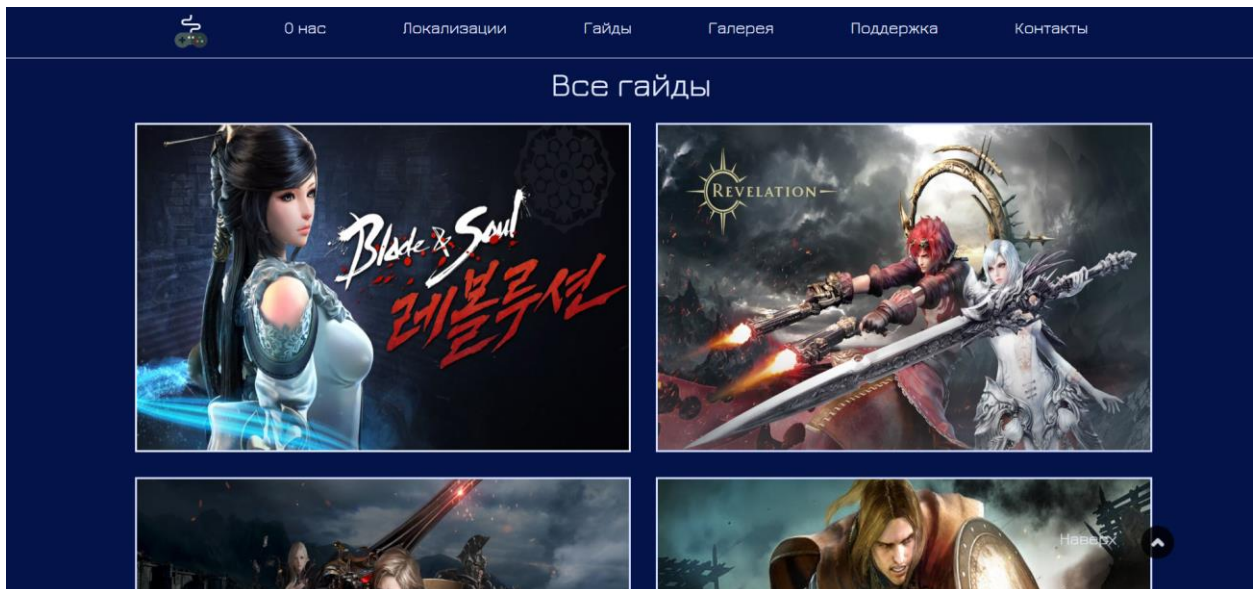 О нас Локализации Гайды Галерея Поддержка Контакты
Все гайды
Blade & Soul
레볼루션
REVELATION
Наверх